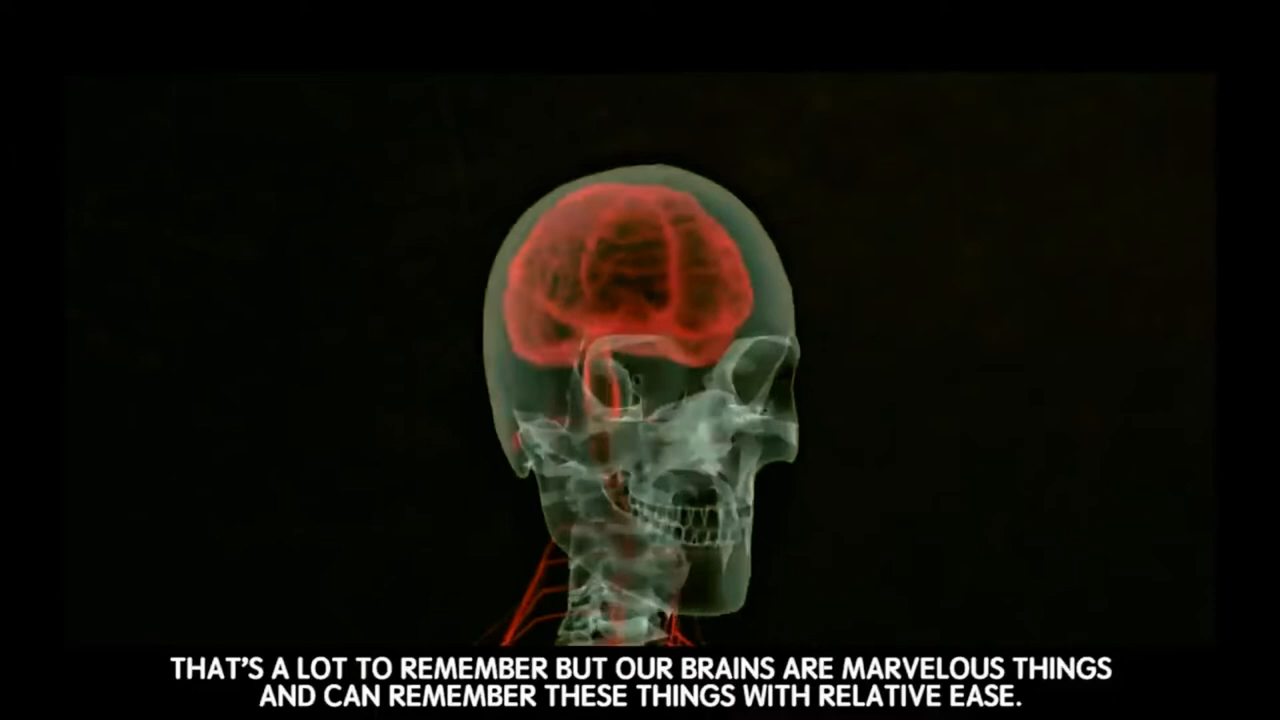 THAT'S A LOT TO REMEMBER BUT OUR BRAINS ARE MARVELOUS THINGS
AND CAN REMEMBER THESE THINGS WITH RELATIVE EASE.